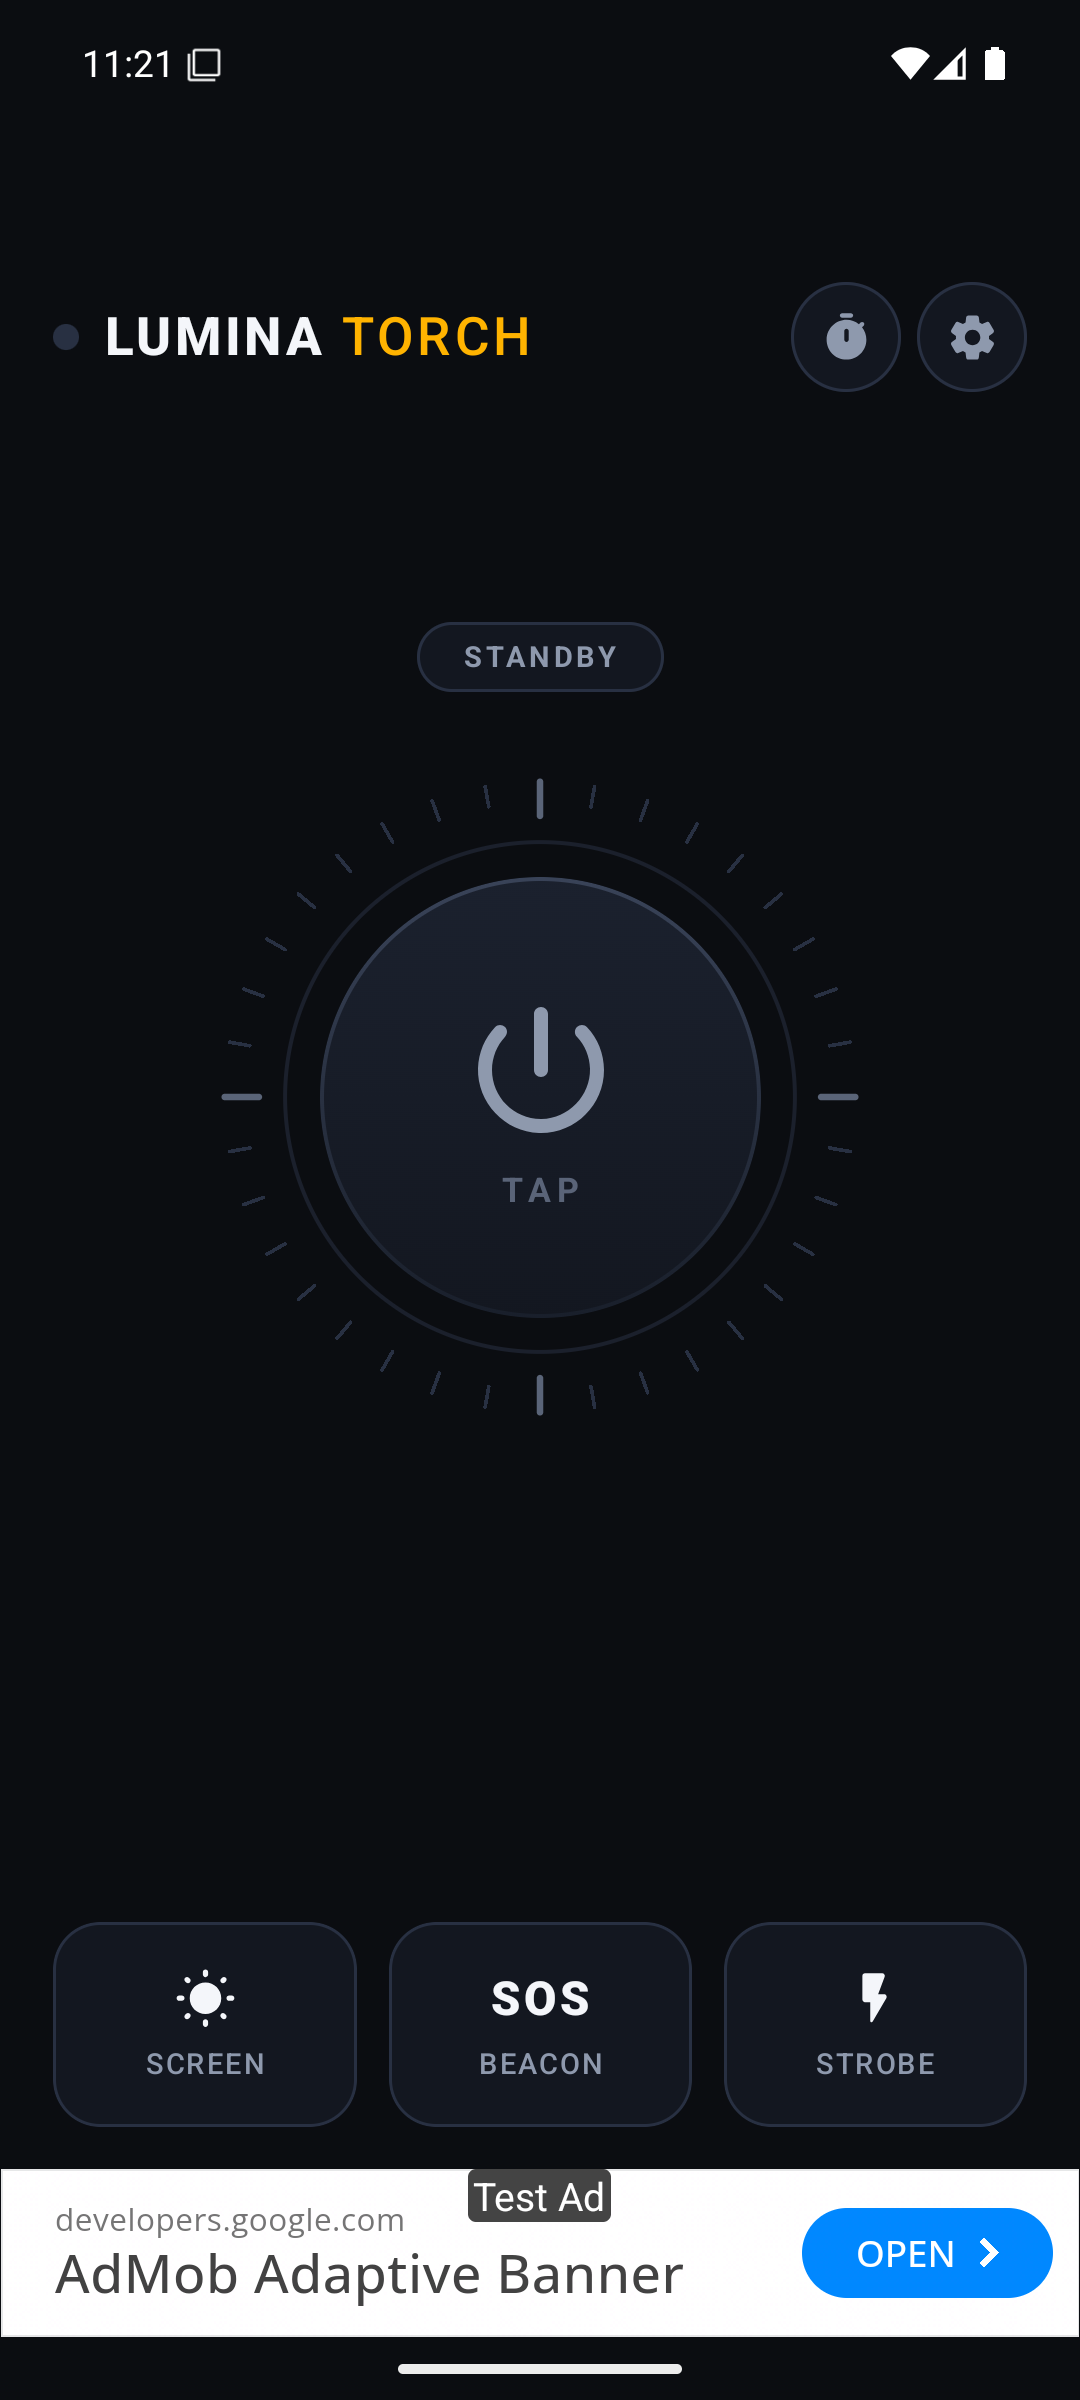 11:21
LUMINA TORCH
STANDBY
TAP
SOS
SCREEN
BEACON
STROBE
Test Ad
developers.google.com
AdMob Adaptive Banner
OPEN